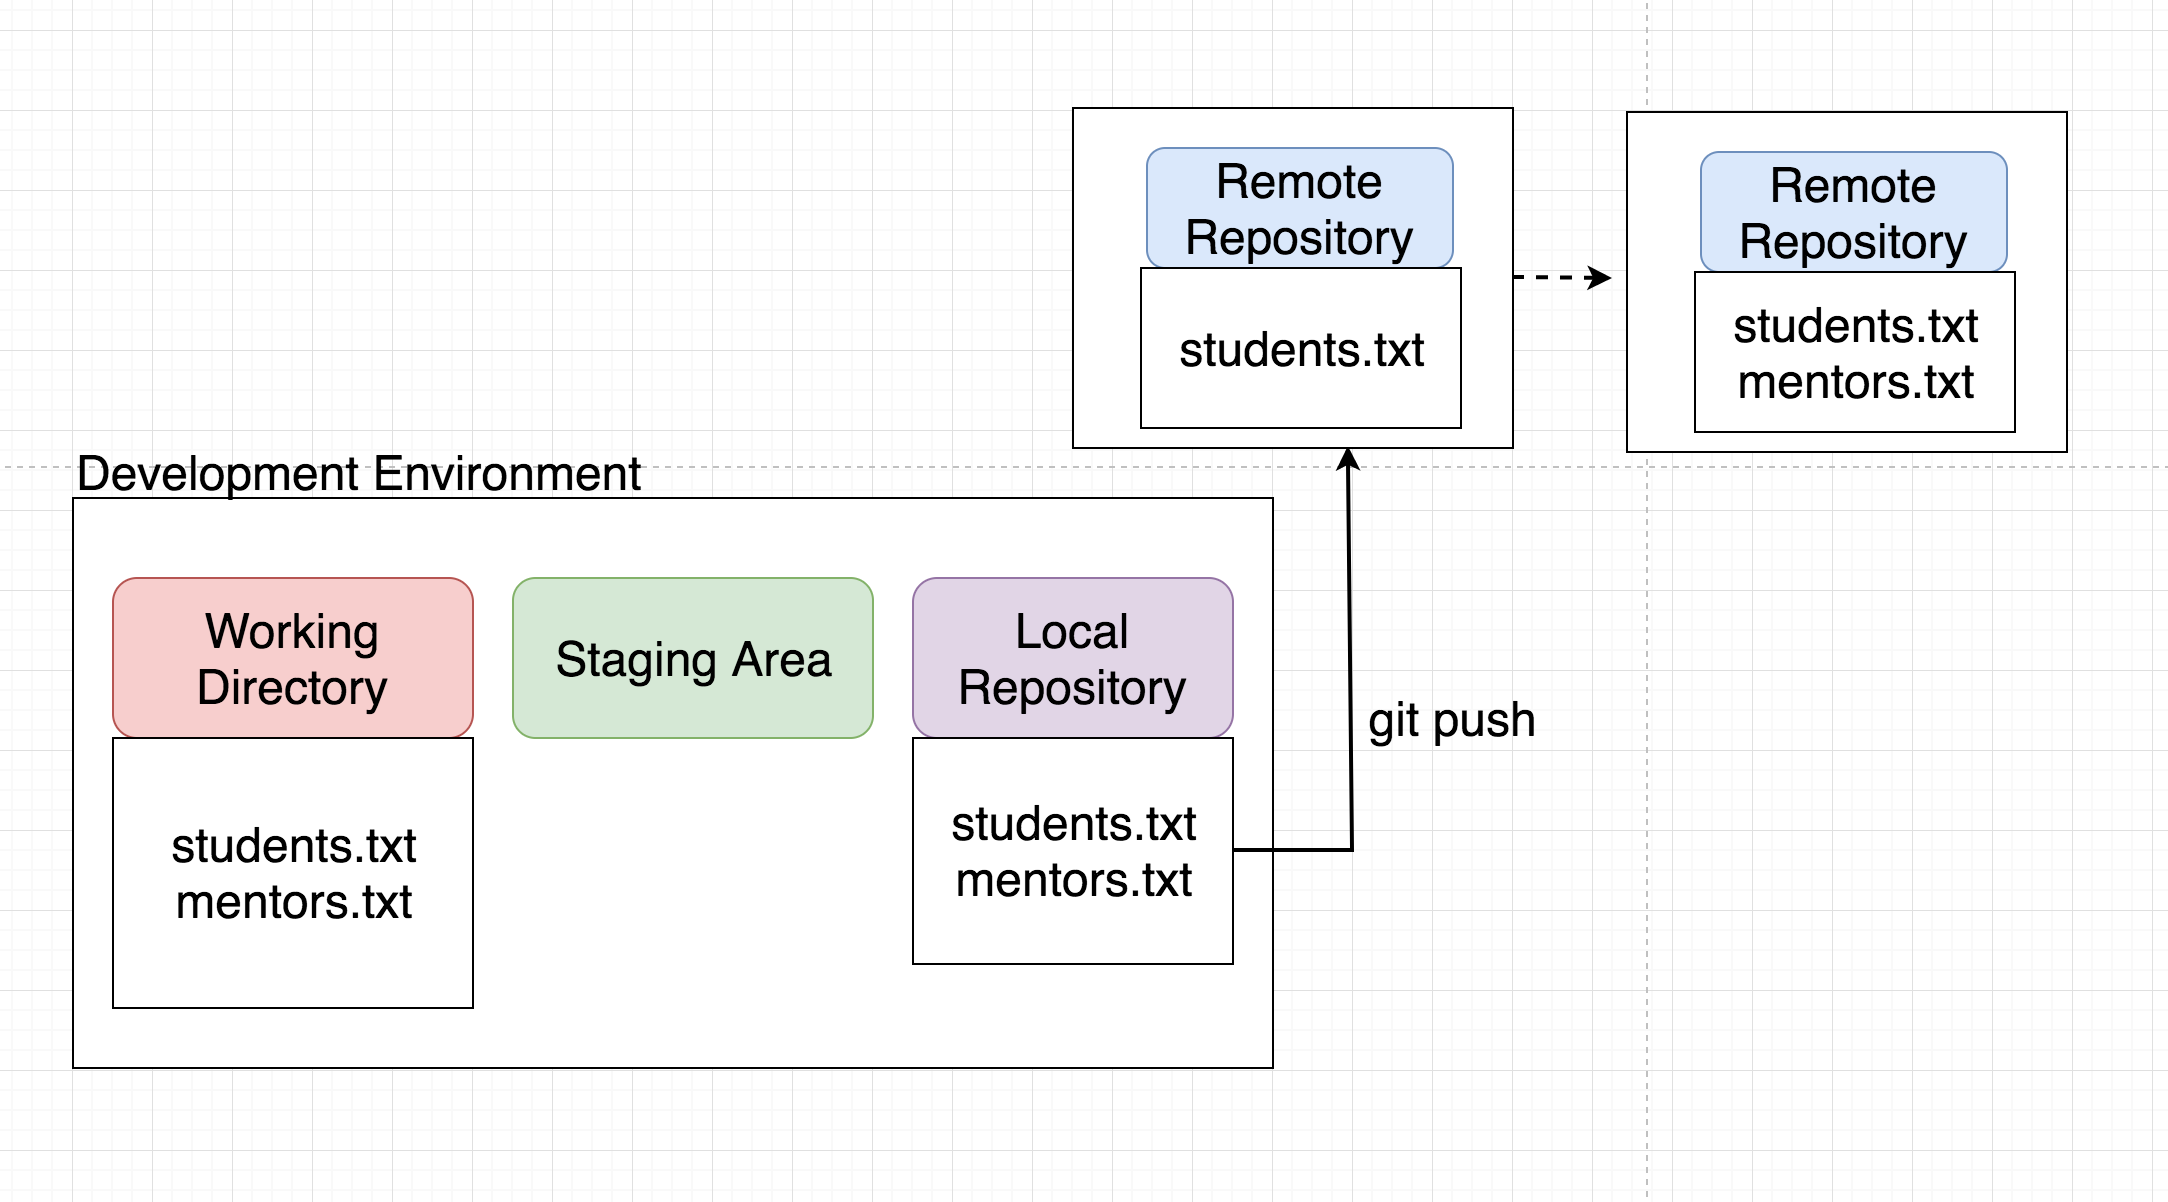 Remote
Repository
students.txt
Remote
Repository
students.txt
mentors.txt
Development Environment
Working
Directory
students.txt
mentors.txt
Staging Area
Local
Repository
students.txt
mentors.txt
git push